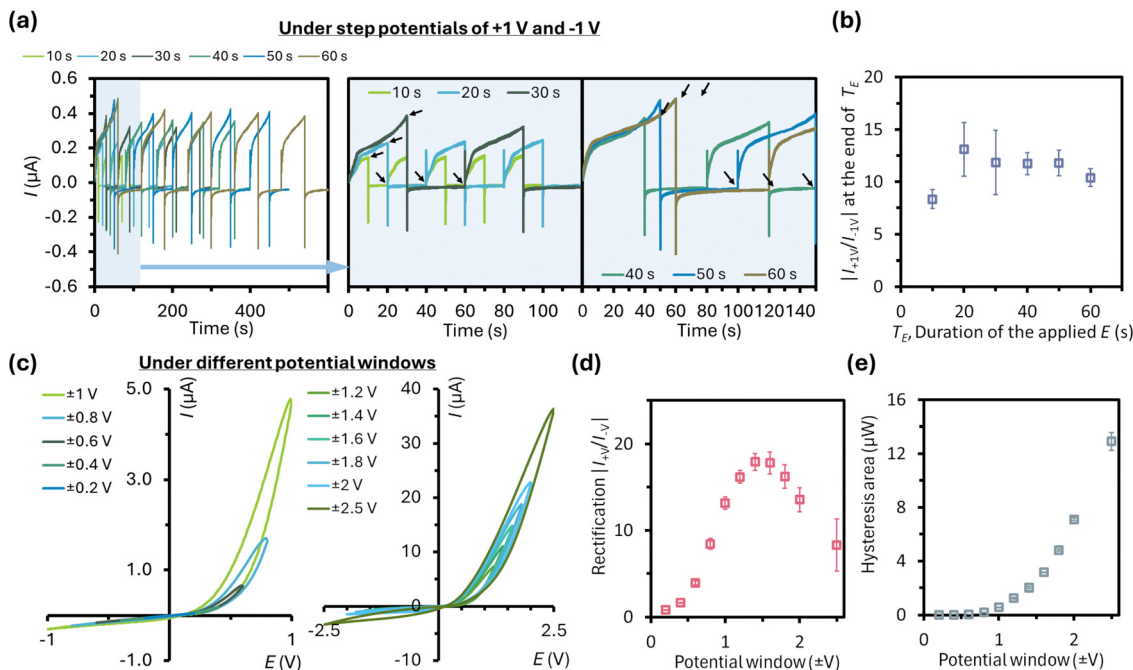 (a)
Under step potentials of +1 V and -1 V
10 s 20 s 30 s 40 s 50 s 60 s
I (µA)
0.6
0.4
0.2
0.0
-0.2
-0.4
-0.6
0 200 400
Time (s)
10 s 20 s 30 s
0 20 40 60 80 100
Time (s)
40 s 50 s 60 s
0 20 40 60 80 100 120 140
Time (s)
(b)
|I+1V/I-1V| at the end of TE
20
15
10
5
0
0 20 40 60
TE, Duration of the applied E (s)
(c)
Under different potential windows
±1 V
±0.8 V
±0.6 V
±0.4 V
±0.2 V
I (µA)
5.0
1.0
-1.0
-1 1
E (V)
±1.2 V
±1.4 V
±1.6 V
±1.8 V
±2 V
±2.5 V
I (µA)
40
35
30
25
20
15
10
5
0
-10
-2.5 2.5
E (V)
(d)
Rectification |I+V/I-V|
20
10
0
0 1 2
Potential window (±V)
(e)
Hysteresis area (µW)
16
12
8
4
0
0 1 2
Potential window (±V)